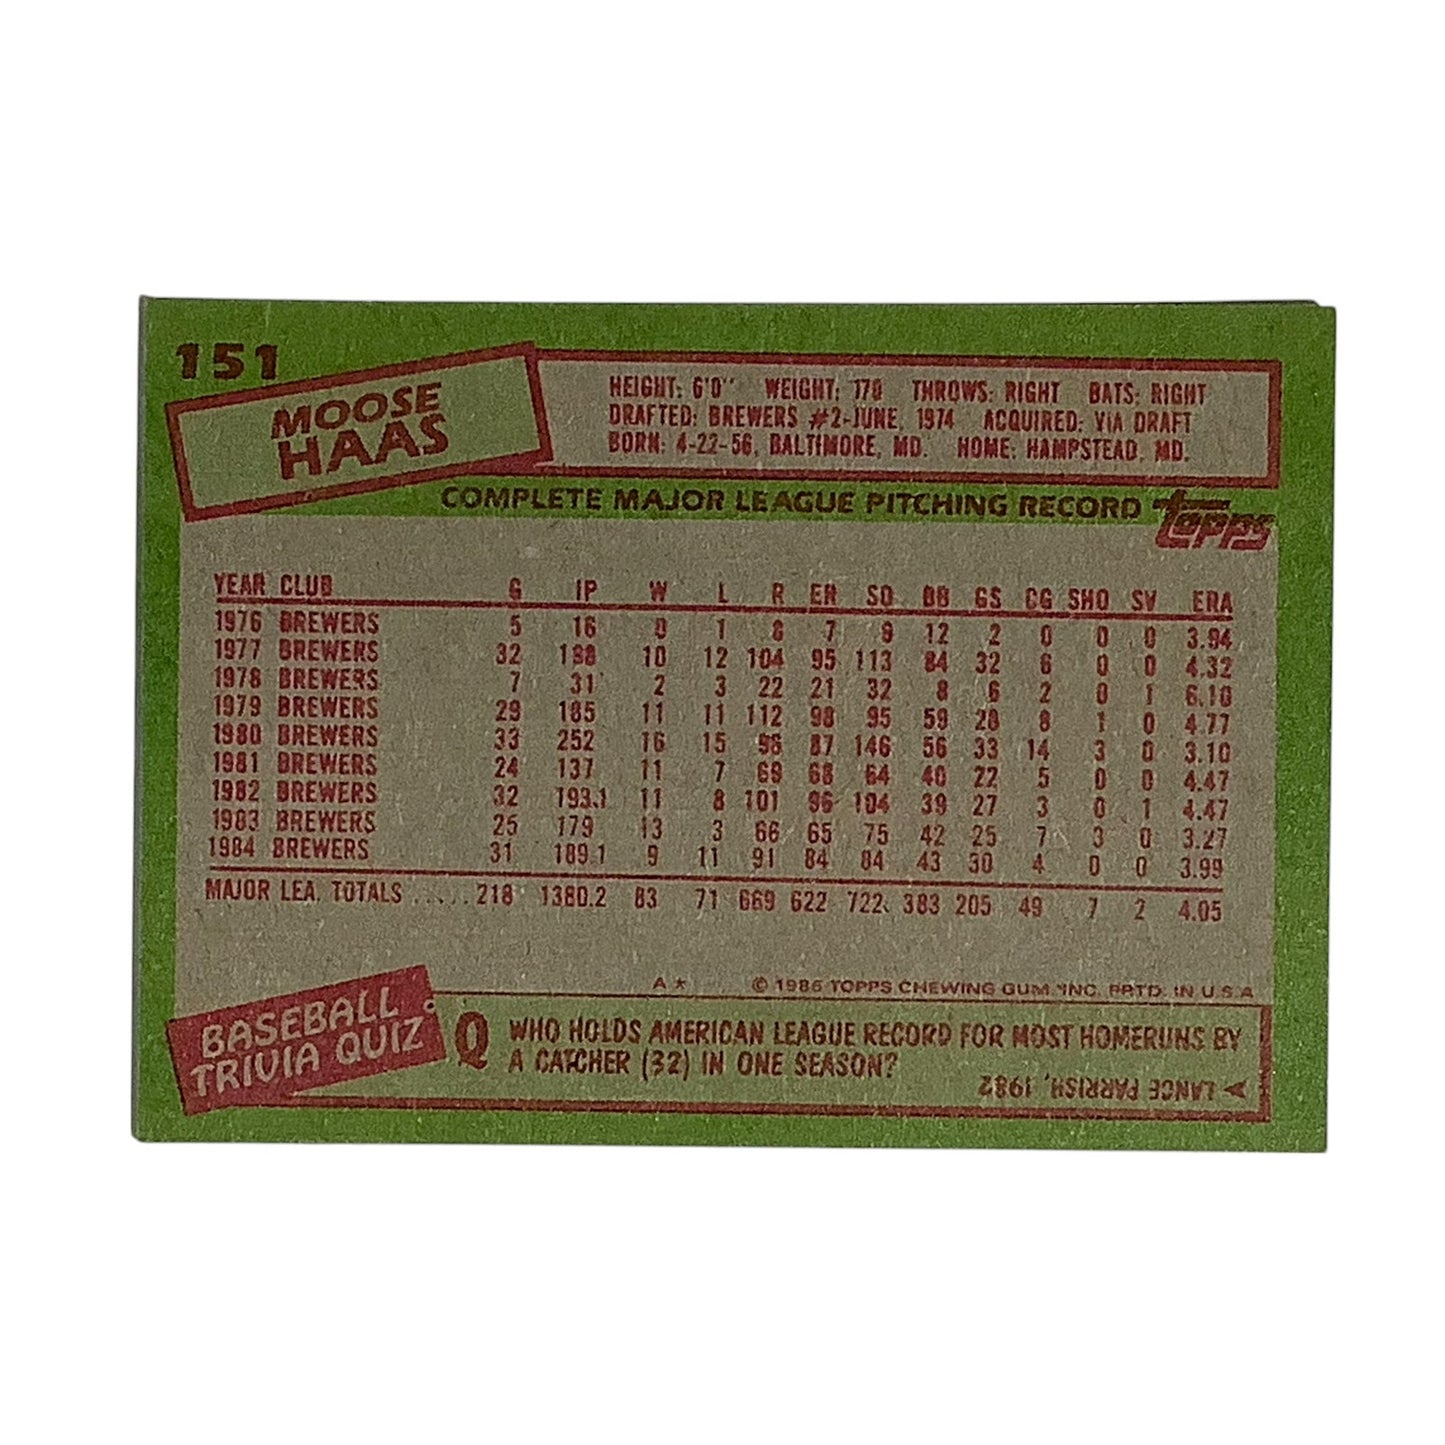 151
MOOSE
HAAS
HEIGHT: 6'0" WEIGHT: 170 THROWS: RIGHT BATS: RIGHT
DRAFTED: BREWERS #2-JUNE, 1974 ACQUIRED: VIA DRAFT
BORN: 4-22-56, BALTIMORE, MD. HOME: HAMPSTEAD, MD.
COMPLETE MAJOR LEAGUE PITCHING RECORD
topps
YEAR CLUB G IP W L R ER SO BB GS CG SHO SV ERA
1976 BREWERS 5 16 0 1 8 7 9 12 2 0 0 0 3.94
1977 BREWERS 32 198 10 12 104 95 113 84 32 6 0 0 4.32
1978 BREWERS 7 31 2 3 22 21 32 8 6 2 0 1 6.10
1979 BREWERS 29 185 11 11 112 98 95 59 28 8 1 0 4.77
1980 BREWERS 33 252 16 15 96 87 146 56 33 14 3 0 3.10
1981 BREWERS 24 137 11 7 69 68 64 40 22 5 0 0 4.47
1982 BREWERS 32 193.1 11 8 101 96 104 39 27 3 0 1 4.47
1983 BREWERS 25 179 13 3 66 65 75 42 25 7 3 0 3.27
1984 BREWERS 31 189.1 9 11 91 84 84 43 30 4 0 0 3.99
MAJOR LEA. TOTALS ..... 218 1380.2 83 71 669 622 722 383 205 49 7 2 4.05
A* © 1985 TOPPS CHEWING GUM, INC. PRTD. IN U.S.A
BASEBALL
TRIVIA QUIZ
Q WHO HOLDS AMERICAN LEAGUE RECORD FOR MOST HOMERUNS BY
A CATCHER (32) IN ONE SEASON?
A LANCE PARRISH, 1982